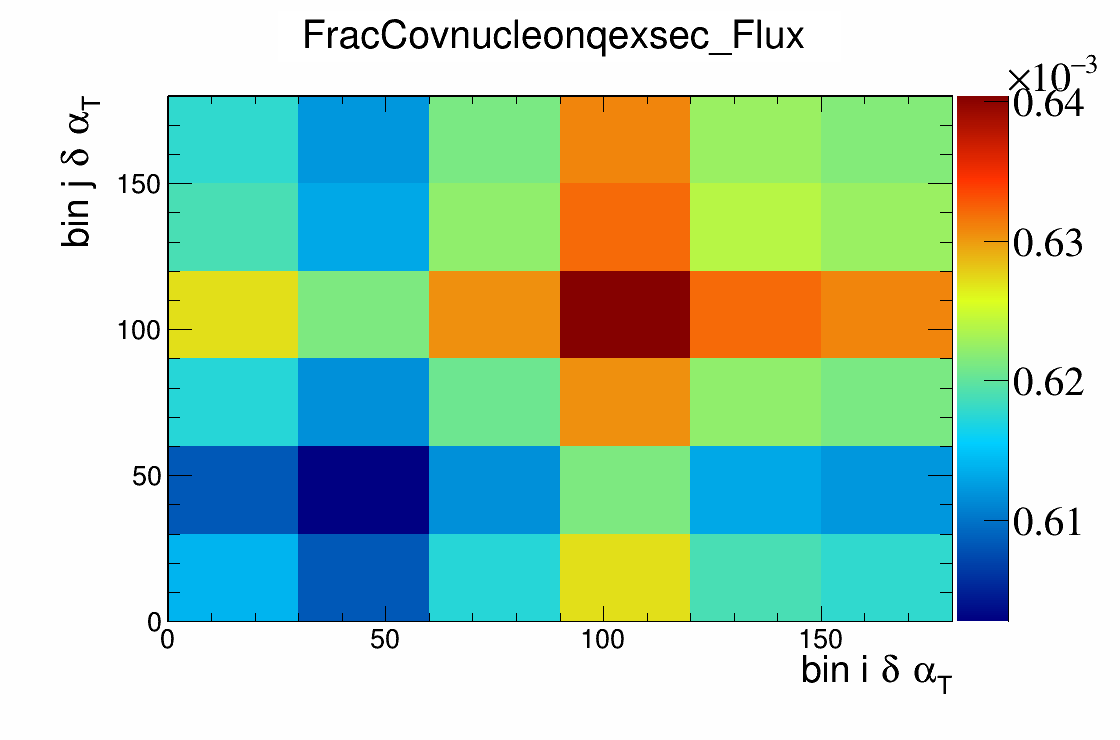 FracCovnucleonqexsec_Flux
×10⁻³
0.64
0.63
0.62
0.61
bin j δ α_T
150
100
50
0
0 50 100 150
bin i δ α_T